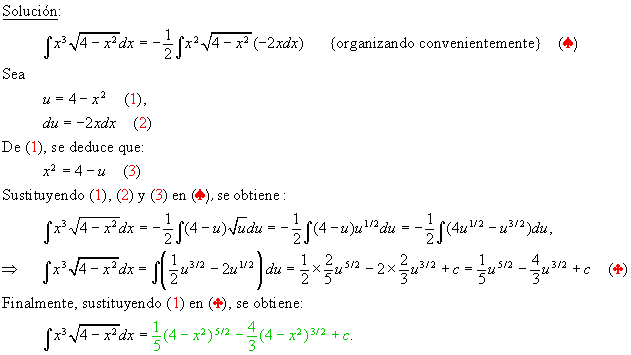 Solución:
∫x³√(4 − x²)dx = −1/2 ∫x²√(4 − x²) (−2xdx) {organizando convenientemente} (♠)
Sea
u = 4 − x² (1),
du = −2xdx (2)
De (1), se deduce que:
x² = 4 − u (3)
Sustituyendo (1), (2) y (3) en (♠), se obtiene :
∫x³√(4 − x²)dx = −1/2 ∫(4 − u)√u du = −1/2 ∫(4 − u)u^(1/2)du = −1/2 ∫(4u^(1/2) − u^(3/2))du,
⇒ ∫x³√(4 − x²)dx = ∫(1/2 u^(3/2) − 2u^(1/2)) du = 1/2 × 2/5 u^(5/2) − 2 × 2/3 u^(3/2) + c = 1/5 u^(5/2) − 4/3 u^(3/2) + c (♣)
Finalmente, sustituyendo (1) en (♣), se obtiene:
∫x³√(4 − x²)dx = 1/5 (4 − x²)^(5/2) − 4/3 (4 − x²)^(3/2) + c.